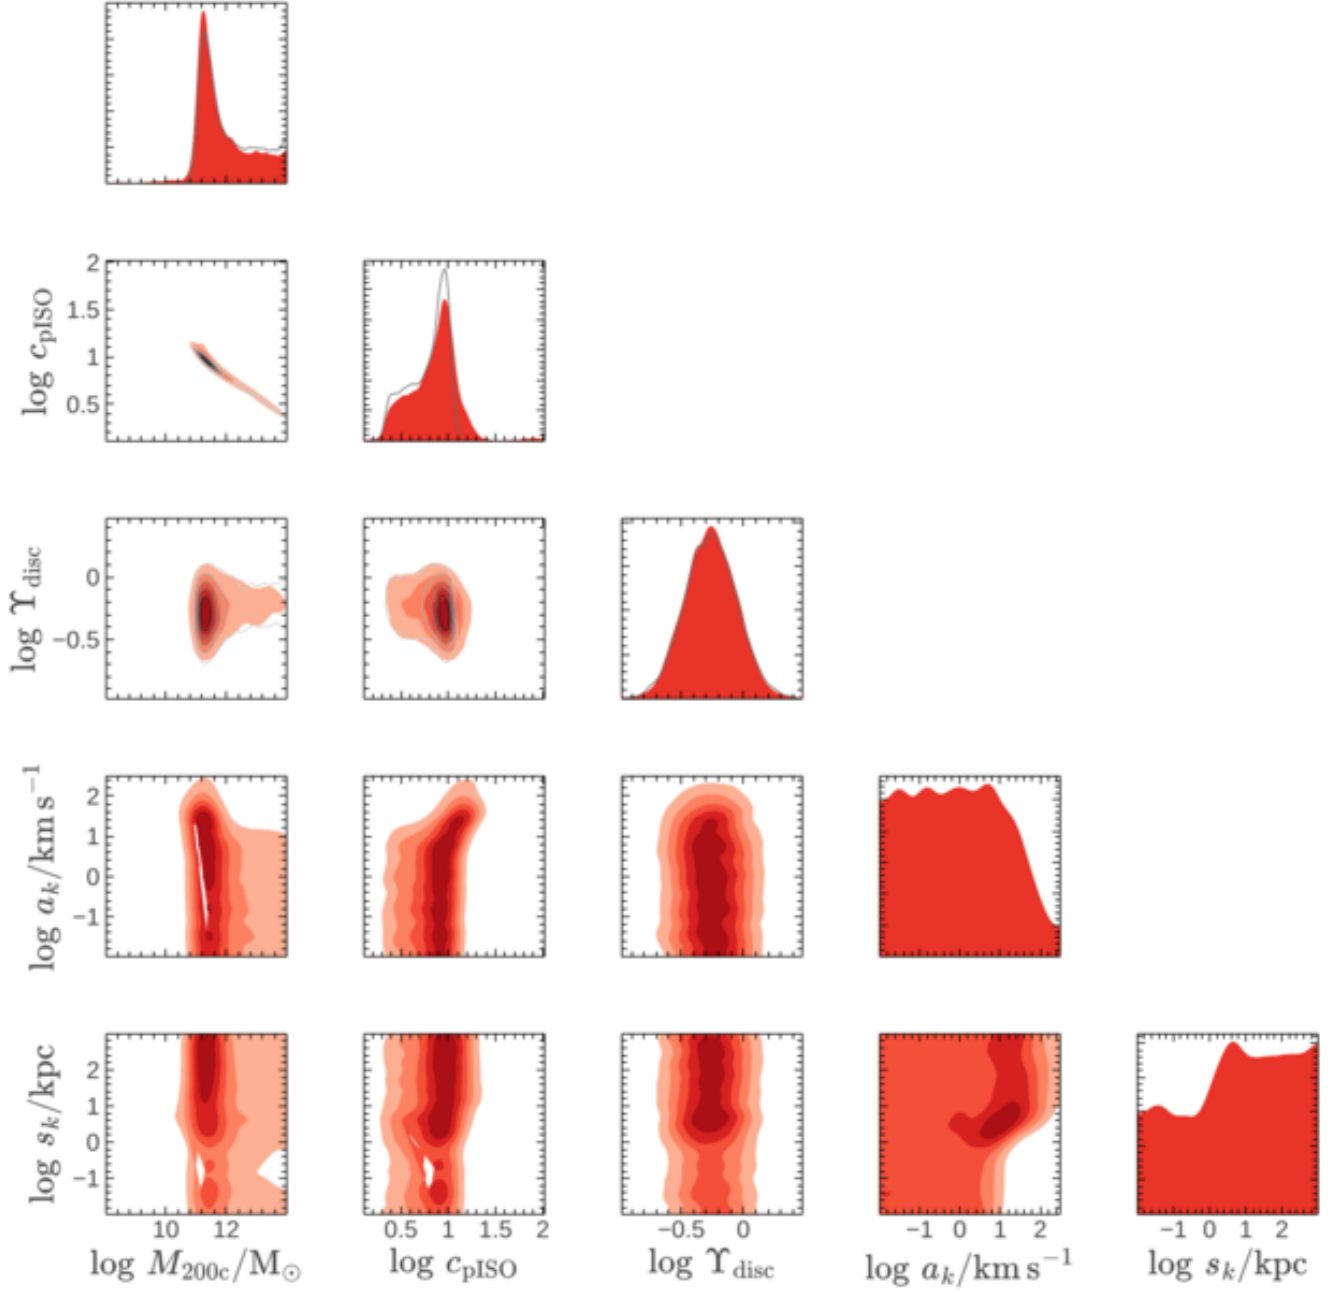 log c_pISO
2
1.5
1
0.5
log ϒ_disc
0
−0.5
log a_k/km s⁻¹
2
1
0
−1
log s_k/kpc
2
1
0
−1
10 12
0.5 1 1.5 2
−0.5 0
−1 0 1 2
−1 0 1 2
log M_200c/M_⊙
log c_pISO
log ϒ_disc
log a_k/km s⁻¹
log s_k/kpc